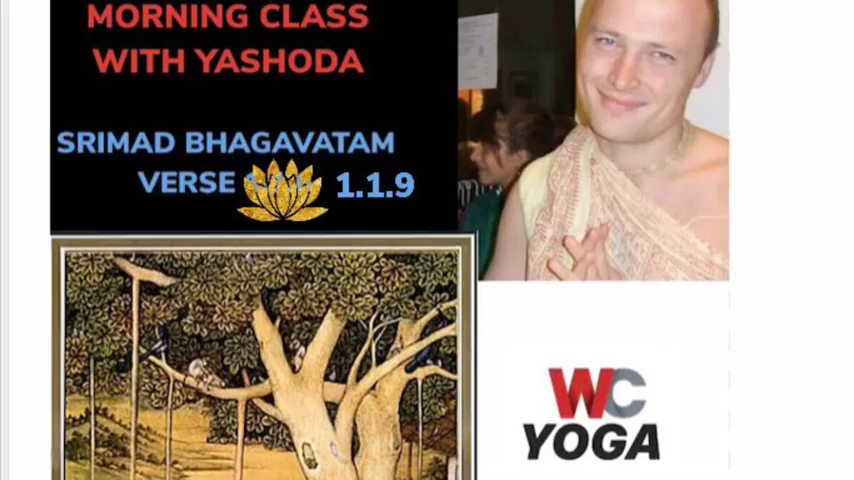 MORNING CLASS
WITH YASHODA
SRIMAD BHAGAVATAM
VERSE 1.1.9
WC
YOGA